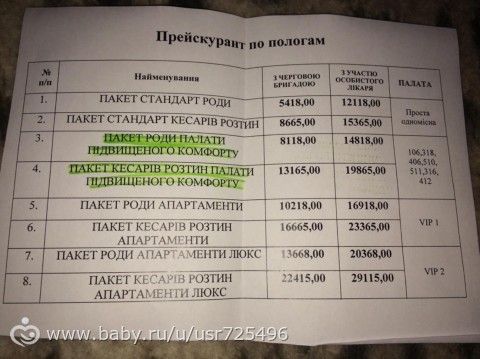 Прейскурант по пологам
№ п/п
Найменування
З ЧЕРГОВОЮ БРИГАДОЮ
З УЧАСТЮ ОСОБИСТОГО ЛІКАРЯ
ПАЛАТА
1. ПАКЕТ СТАНДАРТ РОДИ 5418,00 12118,00
2. ПАКЕТ СТАНДАРТ КЕСАРІВ РОЗТИН 8665,00 15365,00
Проста одномісна
3. ПАКЕТ РОДИ ПАЛАТИ
ПІДВИЩЕНОГО КОМФОРТУ 8118,00 14818,00
4. ПАКЕТ КЕСАРІВ РОЗТИН ПАЛАТИ
ПІДВИЩЕНОГО КОМФОРТУ 13165,00 19865,00
106,318,
406,510,
511,316,
412
5. ПАКЕТ РОДИ АПАРТАМЕНТИ 10218,00 16918,00
6. ПАКЕТ КЕСАРІВ РОЗТИН
АПАРТАМЕНТИ 16665,00 23365,00
VIP 1
7. ПАКЕТ РОДИ АПАРТАМЕНТИ ЛЮКС 13668,00 20368,00
8. ПАКЕТ КЕСАРІВ РОЗТИН
АПАРТАМЕНТИ ЛЮКС 22415,00 29115,00
VIP 2
www.baby.ru/u/usr725496